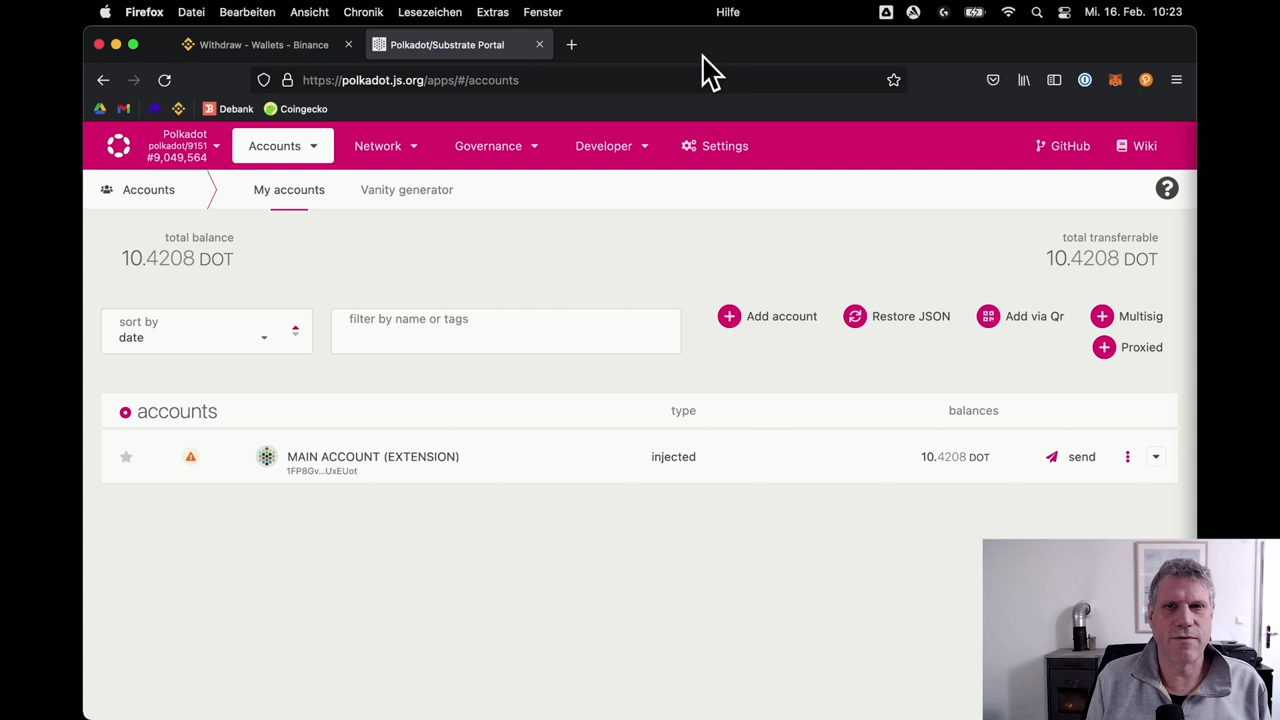 Firefox Datei Bearbeiten Ansicht Chronik Lesezeichen Extras Fenster Hilfe Mi. 16. Feb. 10:23
Withdraw - Wallets - Binance Polkadot/Substrate Portal
https://polkadot.js.org/apps/#/accounts
Debank Coingecko
Polkadot
polkadot/9151
#9,049,564
Accounts Network Governance Developer Settings GitHub Wiki
Accounts My accounts Vanity generator
total balance
10.4208 DOT
total transferrable
10.4208 DOT
sort by
date
filter by name or tags
Add account Restore JSON Add via Qr Multisig
Proxied
accounts type balances
MAIN ACCOUNT (EXTENSION) injected 10.4208 DOT send
1FP8Gv...UxEUot